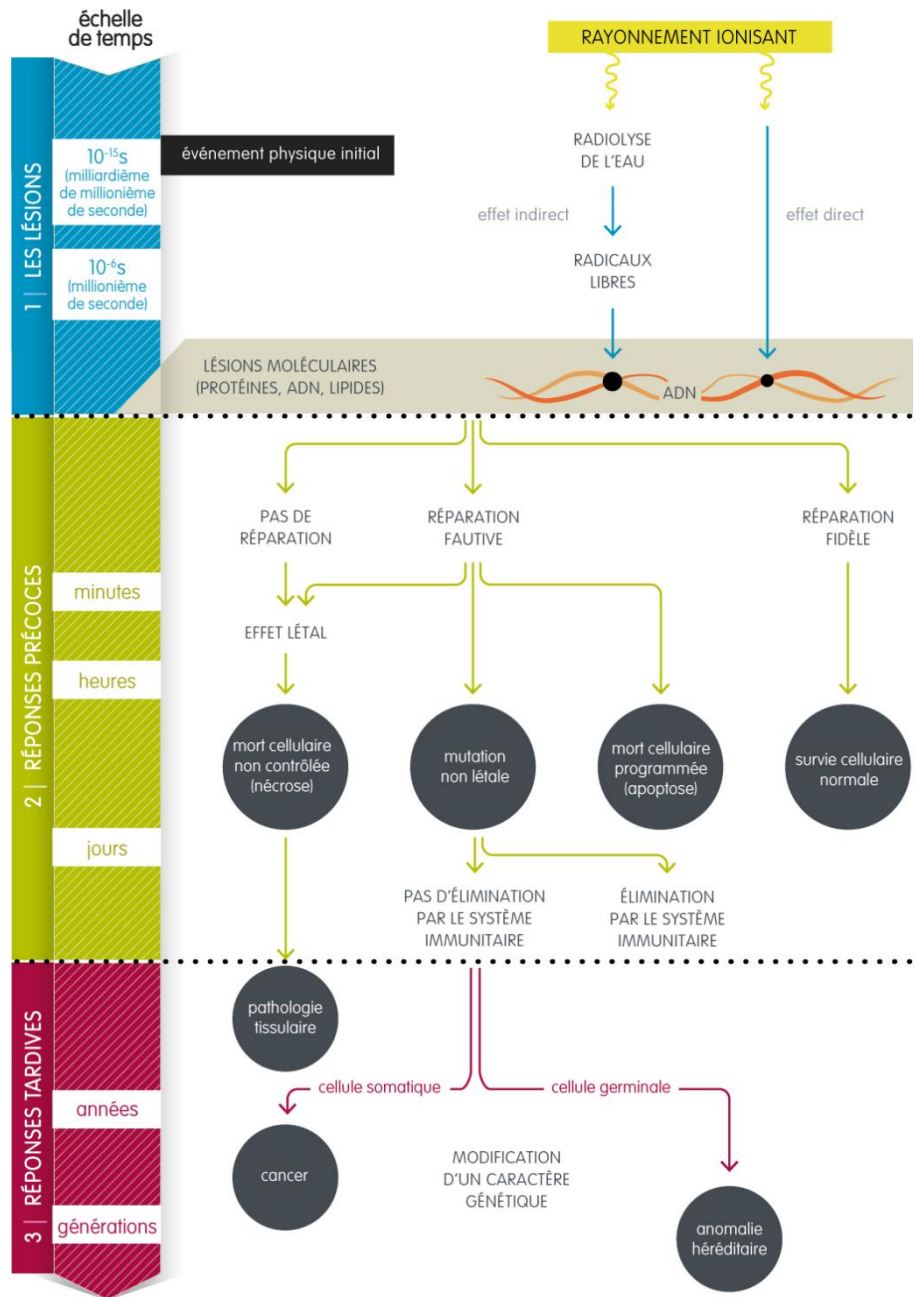 échelle
de temps
RAYONNEMENT IONISANT
1 | LES LÉSIONS
10⁻¹⁵s
(milliardième
de millionième
de seconde)
événement physique initial
RADIOLYSE
DE L'EAU
effet indirect
effet direct
10⁻⁶s
(millionième
de seconde)
RADICAUX
LIBRES
LÉSIONS MOLÉCULAIRES
(PROTÉINES, ADN, LIPIDES)
ADN
2 | RÉPONSES PRÉCOCES
PAS DE
RÉPARATION
RÉPARATION
FAUTIVE
RÉPARATION
FIDÈLE
minutes
EFFET LÉTAL
heures
mort cellulaire
non contrôlée
(nécrose)
mutation
non létale
mort cellulaire
programmée
(apoptose)
survie cellulaire
normale
jours
PAS D'ÉLIMINATION
PAR LE SYSTÈME
IMMUNITAIRE
ÉLIMINATION
PAR LE SYSTÈME
IMMUNITAIRE
3 | RÉPONSES TARDIVES
pathologie
tissulaire
cellule somatique
cellule germinale
années
cancer
MODIFICATION
D'UN CARACTÈRE
GÉNÉTIQUE
générations
anomalie
héréditaire